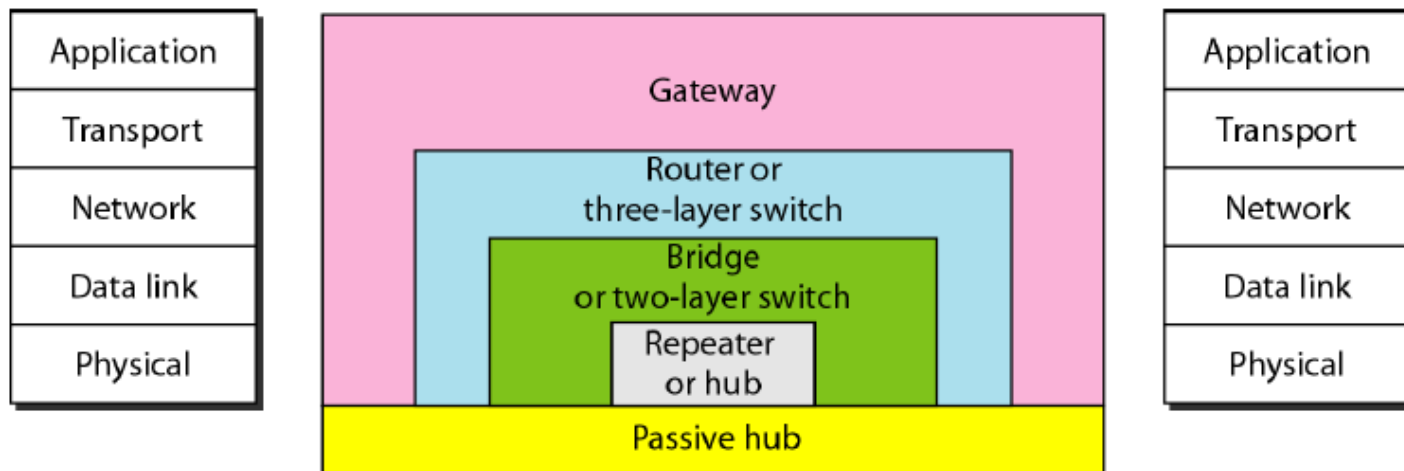 Application
Transport
Network
Data link
Physical
Gateway
Router or
three-layer switch
Bridge
or two-layer switch
Repeater
or hub
Passive hub
Application
Transport
Network
Data link
Physical